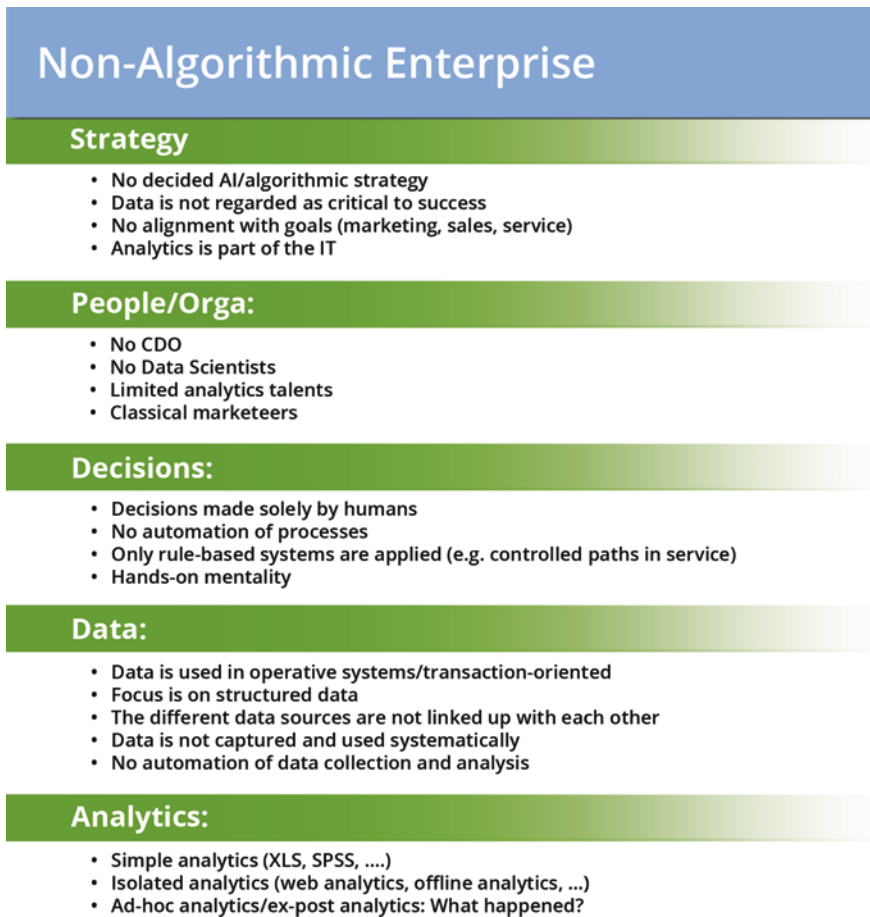 Non-Algorithmic Enterprise
Strategy
• No decided AI/algorithmic strategy
• Data is not regarded as critical to success
• No alignment with goals (marketing, sales, service)
• Analytics is part of the IT
People/Orga:
• No CDO
• No Data Scientists
• Limited analytics talents
• Classical marketeers
Decisions:
• Decisions made solely by humans
• No automation of processes
• Only rule-based systems are applied (e.g. controlled paths in service)
• Hands-on mentality
Data:
• Data is used in operative systems/transaction-oriented
• Focus is on structured data
• The different data sources are not linked up with each other
• Data is not captured and used systematically
• No automation of data collection and analysis
Analytics:
• Simple analytics (XLS, SPSS, ....)
• Isolated analytics (web analytics, offline analytics, ...)
• Ad-hoc analytics/ex-post analytics: What happened?